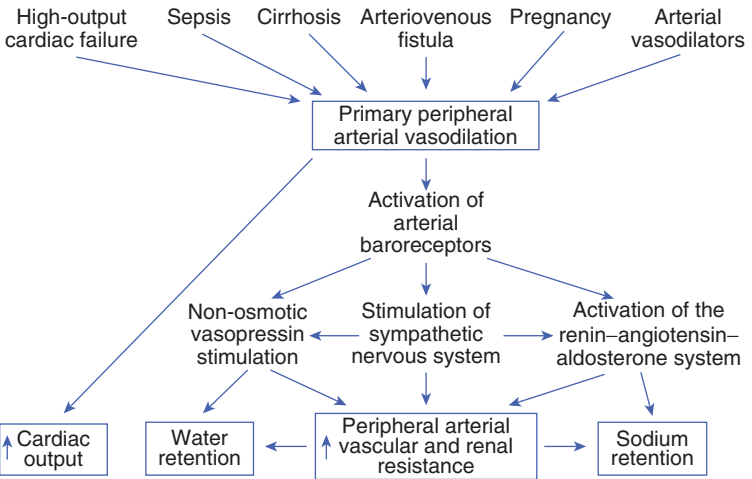 High-output
cardiac failure
Sepsis
Cirrhosis
Arteriovenous
fistula
Pregnancy
Arterial
vasodilators
Primary peripheral
arterial vasodilation
Activation of
arterial
baroreceptors
Non-osmotic
vasopressin
stimulation
Stimulation of
sympathetic
nervous system
Activation of the
renin–angiotensin–
aldosterone system
Cardiac
output
Water
retention
Peripheral arterial
vascular and renal
resistance
Sodium
retention